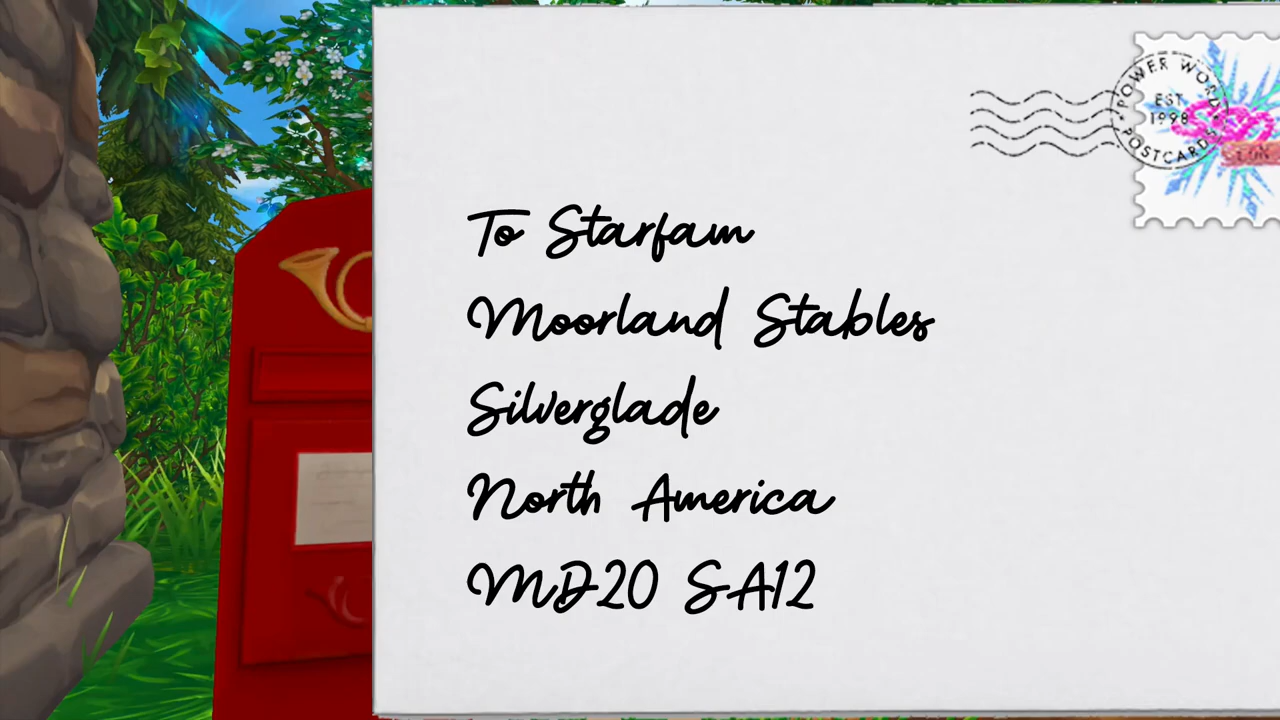 POWER WORD
EST
1998
POSTCARDS
To Starfam
Moorland Stables
Silverglade
North America
MD20 SA12